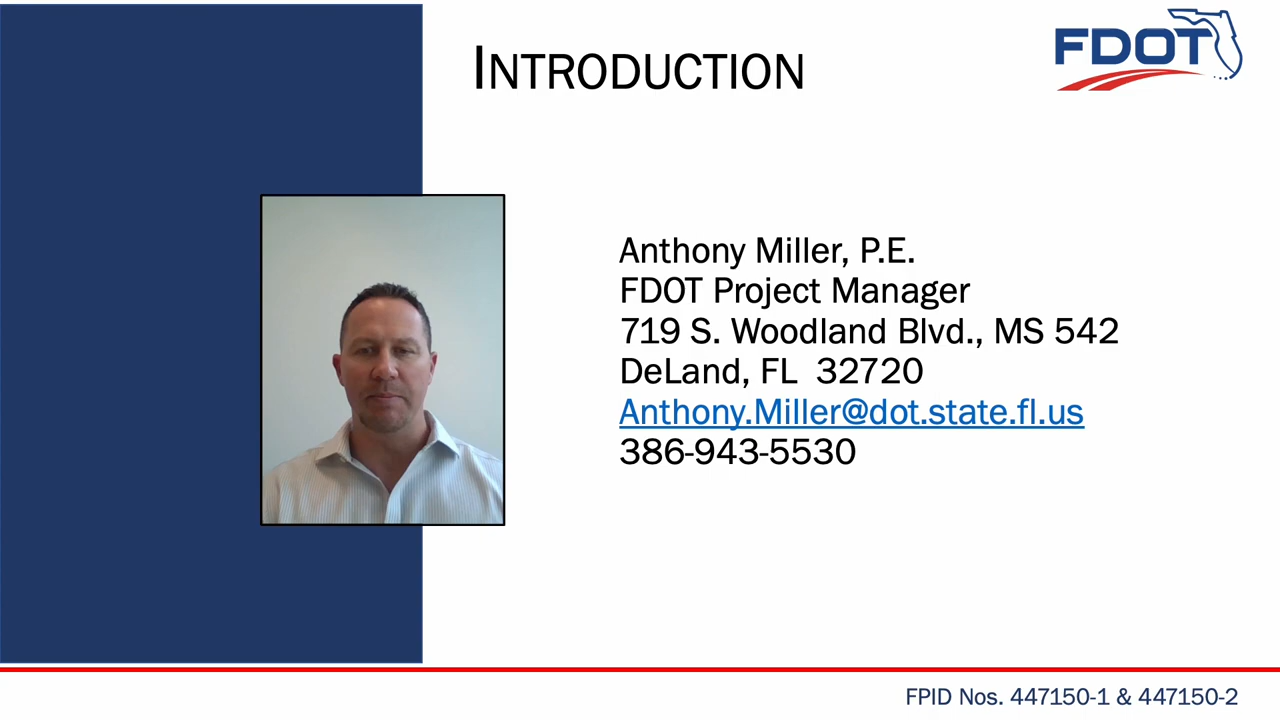 INTRODUCTION
FDOT
Anthony Miller, P.E.
FDOT Project Manager
719 S. Woodland Blvd., MS 542
DeLand, FL  32720
Anthony.Miller@dot.state.fl.us
386-943-5530
FPID Nos. 447150-1 & 447150-2